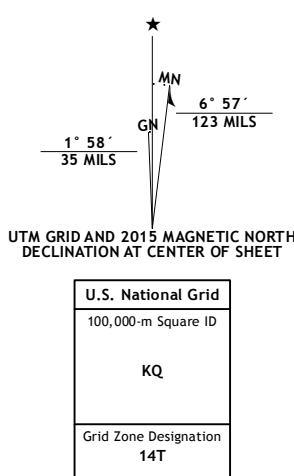 ★
MN
GN
6° 57´
123 MILS
1° 58´
35 MILS
UTM GRID AND 2015 MAGNETIC NORTH
DECLINATION AT CENTER OF SHEET
U.S. National Grid
100,000-m Square ID
KQ
Grid Zone Designation
14T